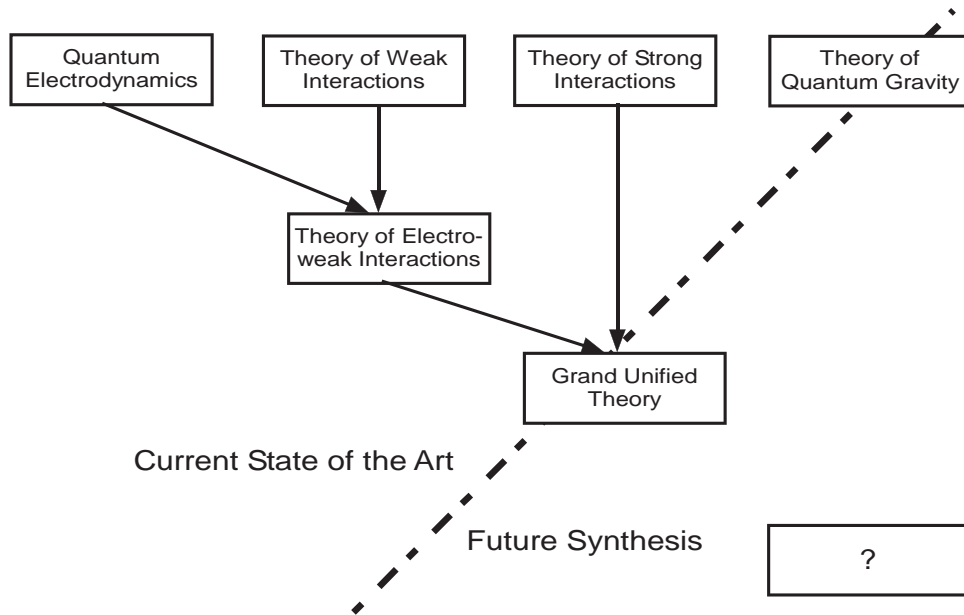 Quantum
Electrodynamics
Theory of Weak
Interactions
Theory of Strong
Interactions
Theory of
Quantum Gravity
Theory of Electro-
weak Interactions
Grand Unified
Theory
Current State of the Art
Future Synthesis
?